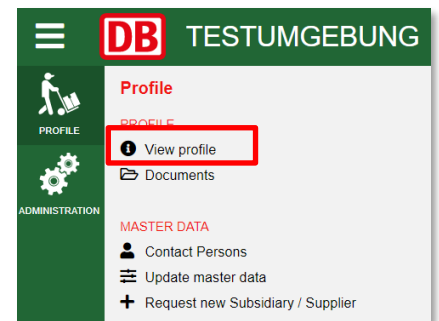 DB TESTUMGEBUNG
Profile
PROFILE
PROFILE
View profile
Documents
ADMINISTRATION
MASTER DATA
Contact Persons
Update master data
Request new Subsidiary / Supplier